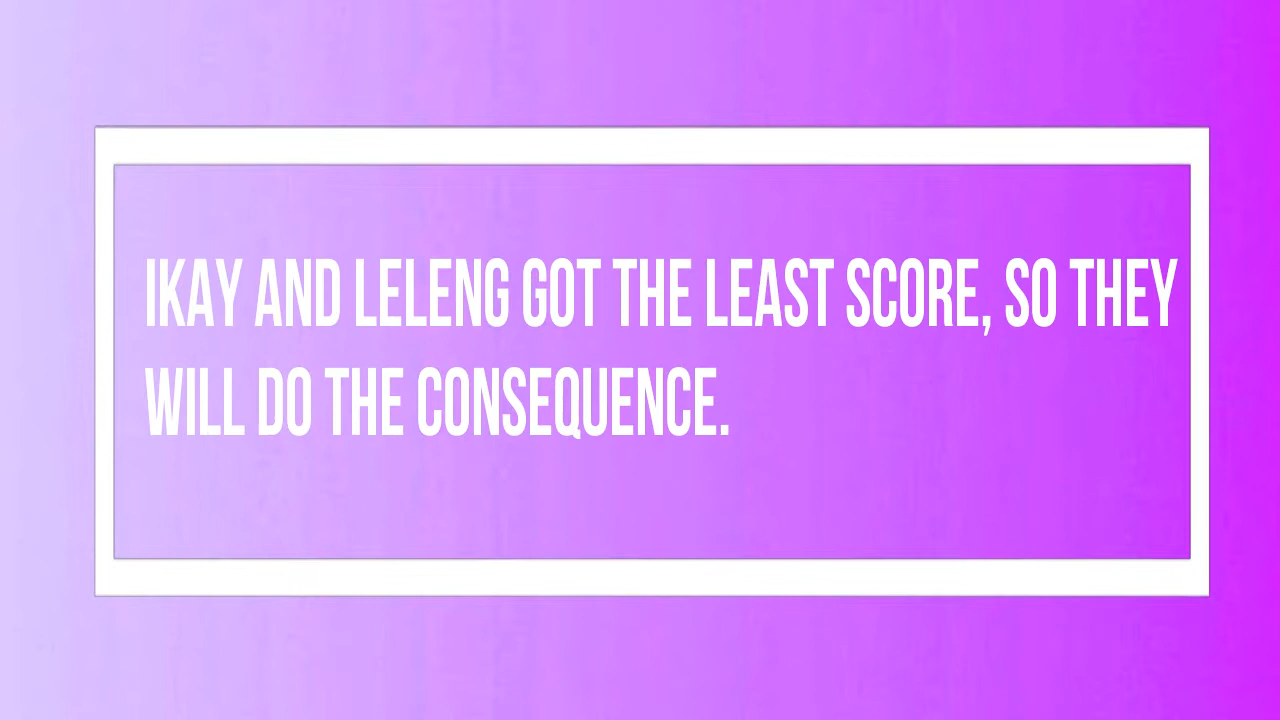 IKAY AND LELENG GOT THE LEAST SCORE, SO THEY
WILL DO THE CONSEQUENCE.